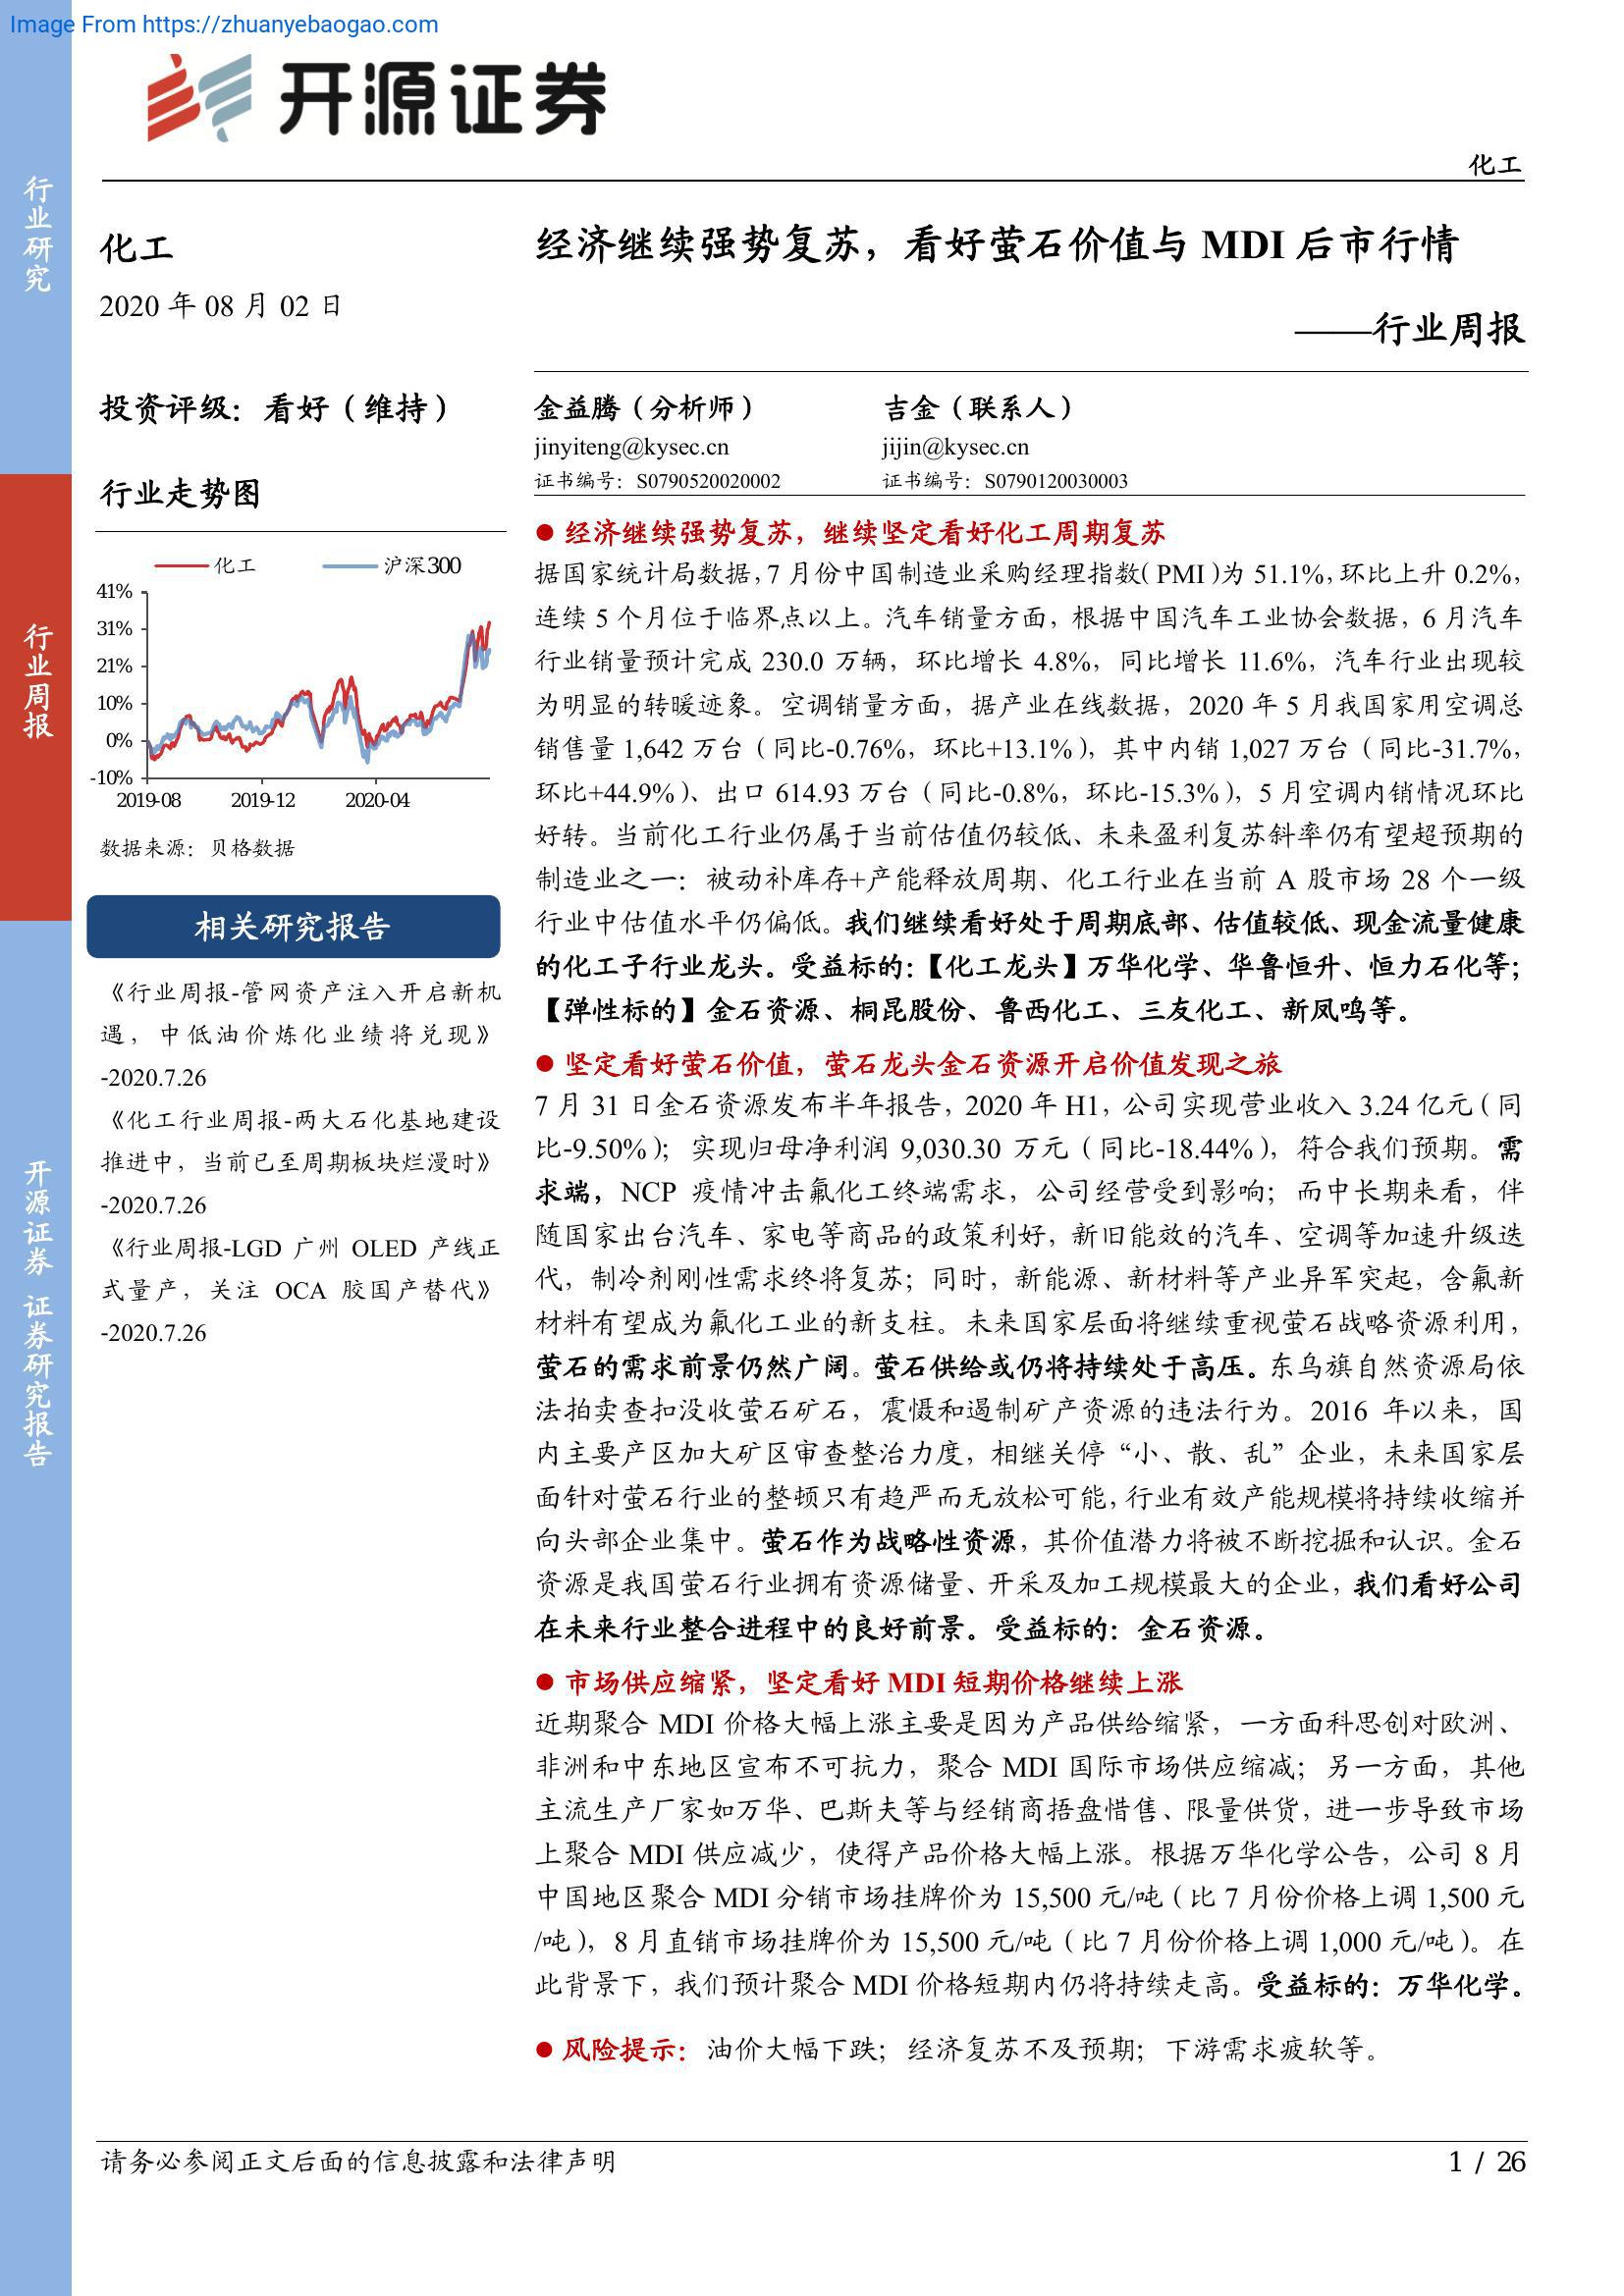 Image From https://zhuanyebaogao.com
开源证券
化工
行业研究
行业周报
开源证券 证券研究报告
化工
2020 年 08 月 02 日
投资评级：看好（维持）
行业走势图
化工 沪深300
41%
31%
21%
10%
0%
-10%
2019-08 2019-12 2020-04
数据来源：贝格数据
相关研究报告
《行业周报-管网资产注入开启新机
遇，中低油价炼化业绩将兑现》
-2020.7.26
《化工行业周报-两大石化基地建设
推进中，当前已至周期板块烂漫时》
-2020.7.26
《行业周报-LGD 广州 OLED 产线正
式量产，关注 OCA 胶国产替代》
-2020.7.26
经济继续强势复苏，看好萤石价值与 MDI 后市行情
——行业周报
金益腾（分析师） 吉金（联系人）
jinyiteng@kysec.cn jijin@kysec.cn
证书编号：S0790520020002 证书编号：S0790120030003
● 经济继续强势复苏，继续坚定看好化工周期复苏
据国家统计局数据，7 月份中国制造业采购经理指数（PMI）为 51.1%，环比上升 0.2%，
连续 5 个月位于临界点以上。汽车销量方面，根据中国汽车工业协会数据，6 月汽车
行业销量预计完成 230.0 万辆，环比增长 4.8%，同比增长 11.6%，汽车行业出现较
为明显的转暖迹象。空调销量方面，据产业在线数据，2020 年 5 月我国家用空调总
销售量 1,642 万台（同比-0.76%，环比+13.1%），其中内销 1,027 万台（同比-31.7%，
环比+44.9%）、出口 614.93 万台（同比-0.8%，环比-15.3%），5 月空调内销情况环比
好转。当前化工行业仍属于当前估值仍较低、未来盈利复苏斜率仍有望超预期的
制造业之一：被动补库存+产能释放周期、化工行业在当前 A 股市场 28 个一级
行业中估值水平仍偏低。我们继续看好处于周期底部、估值较低、现金流量健康
的化工子行业龙头。受益标的：【化工龙头】万华化学、华鲁恒升、恒力石化等；
【弹性标的】金石资源、桐昆股份、鲁西化工、三友化工、新凤鸣等。
● 坚定看好萤石价值，萤石龙头金石资源开启价值发现之旅
7 月 31 日金石资源发布半年报告，2020 年 H1，公司实现营业收入 3.24 亿元（同
比-9.50%）；实现归母净利润 9,030.30 万元（同比-18.44%），符合我们预期。需
求端，NCP 疫情冲击氟化工终端需求，公司经营受到影响；而中长期来看，伴
随国家出台汽车、家电等商品的政策利好，新旧能效的汽车、空调等加速升级迭
代，制冷剂刚性需求终将复苏；同时，新能源、新材料等产业异军突起，含氟新
材料有望成为氟化工业的新支柱。未来国家层面将继续重视萤石战略资源利用，
萤石的需求前景仍然广阔。萤石供给或仍将持续处于高压。东乌旗自然资源局依
法拍卖查扣没收萤石矿石，震慑和遏制矿产资源的违法行为。2016 年以来，国
内主要产区加大矿区审查整治力度，相继关停“小、散、乱”企业，未来国家层
面针对萤石行业的整顿只有趋严而无放松可能，行业有效产能规模将持续收缩并
向头部企业集中。萤石作为战略性资源，其价值潜力将被不断挖掘和认识。金石
资源是我国萤石行业拥有资源储量、开采及加工规模最大的企业，我们看好公司
在未来行业整合进程中的良好前景。受益标的：金石资源。
● 市场供应缩紧，坚定看好 MDI 短期价格继续上涨
近期聚合 MDI 价格大幅上涨主要是因为产品供给缩紧，一方面科思创对欧洲、
非洲和中东地区宣布不可抗力，聚合 MDI 国际市场供应缩减；另一方面，其他
主流生产厂家如万华、巴斯夫等与经销商捂盘惜售、限量供货，进一步导致市场
上聚合 MDI 供应减少，使得产品价格大幅上涨。根据万华化学公告，公司 8 月
中国地区聚合 MDI 分销市场挂牌价为 15,500 元/吨（比 7 月份价格上调 1,500 元
/吨），8 月直销市场挂牌价为 15,500 元/吨（比 7 月份价格上调 1,000 元/吨）。在
此背景下，我们预计聚合 MDI 价格短期内仍将持续走高。受益标的：万华化学。
● 风险提示：油价大幅下跌；经济复苏不及预期；下游需求疲软等。
请务必参阅正文后面的信息披露和法律声明 1 / 26